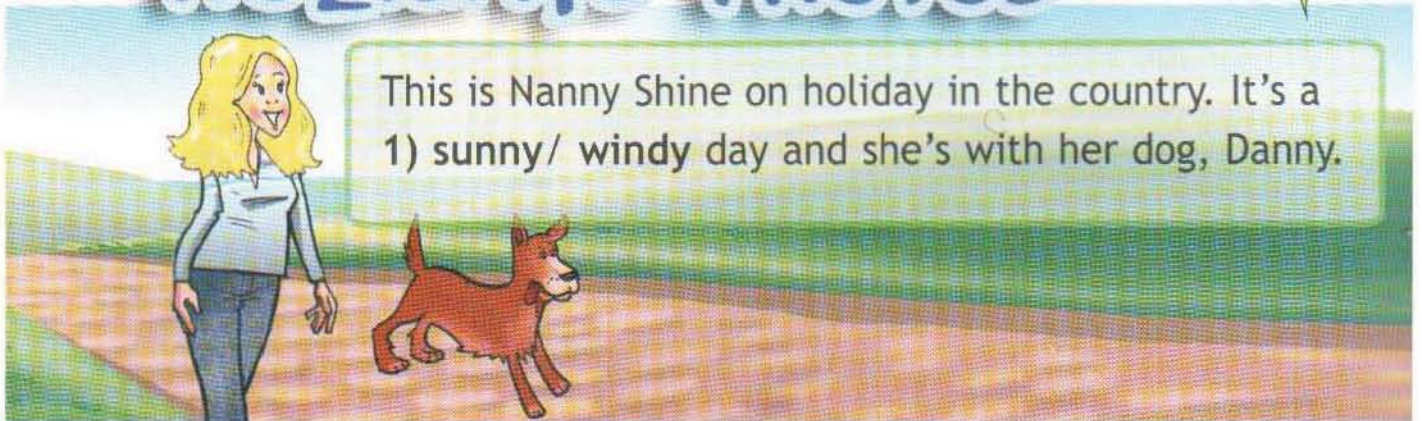 This is Nanny Shine on holiday in the country. It's a
1) sunny/ windy day and she's with her dog, Danny.